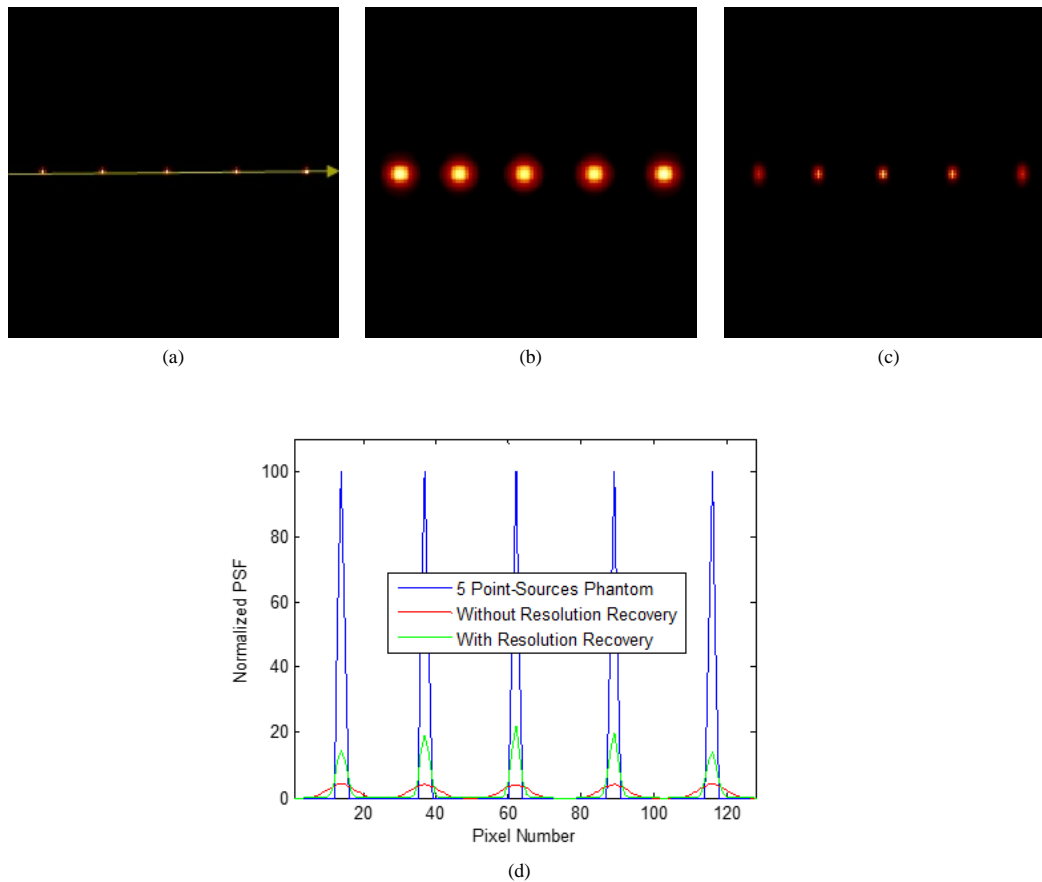 (a)
(b)
(c)
100
80
60
40
20
0
Normalized PSF
5 Point-Sources Phantom
Without Resolution Recovery
With Resolution Recovery
20
40
60
80
100
120
Pixel Number
(d)